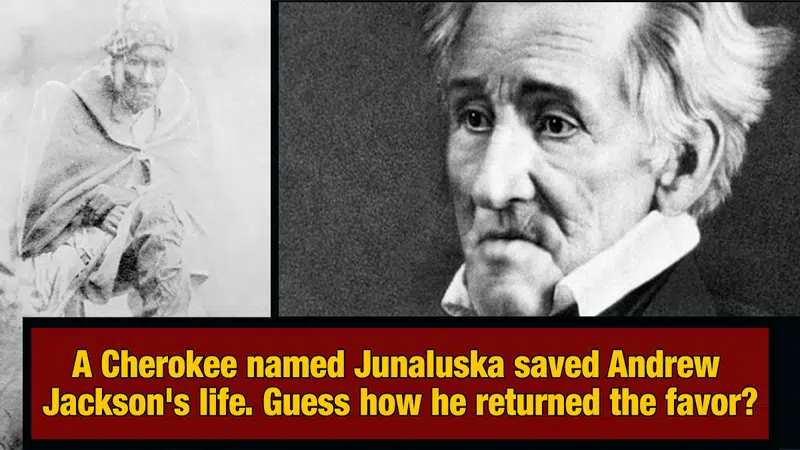 A Cherokee named Junaluska saved Andrew
Jackson's life. Guess how he returned the favor?